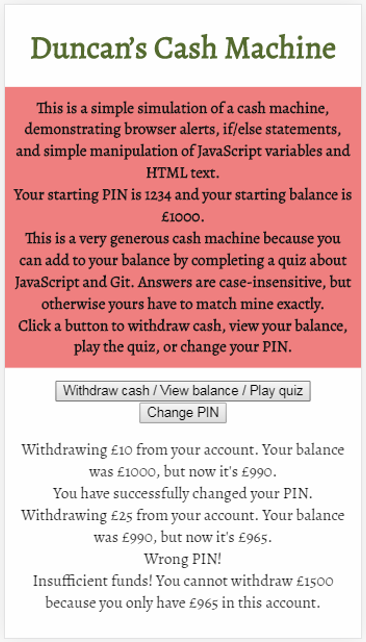 Duncan’s Cash Machine
This is a simple simulation of a cash machine,
demonstrating browser alerts, if/else statements,
and simple manipulation of JavaScript variables and
HTML text.
Your starting PIN is 1234 and your starting balance is
£1000.
This is a very generous cash machine because you
can add to your balance by completing a quiz about
JavaScript and Git. Answers are case-insensitive, but
otherwise yours have to match mine exactly.
Click a button to withdraw cash, view your balance,
play the quiz, or change your PIN.
Withdraw cash / View balance / Play quiz
Change PIN
Withdrawing £10 from your account. Your balance
was £1000, but now it's £990.
You have successfully changed your PIN.
Withdrawing £25 from your account. Your balance
was £990, but now it's £965.
Wrong PIN!
Insufficient funds! You cannot withdraw £1500
because you only have £965 in this account.